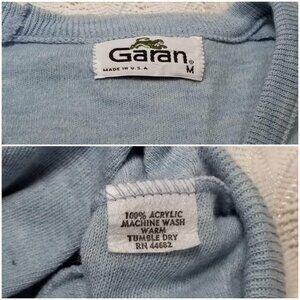 Garan®
MADE IN U.S.A. M
100% ACRYLIC
MACHINE WASH
WARM
TUMBLE DRY
RN 44682